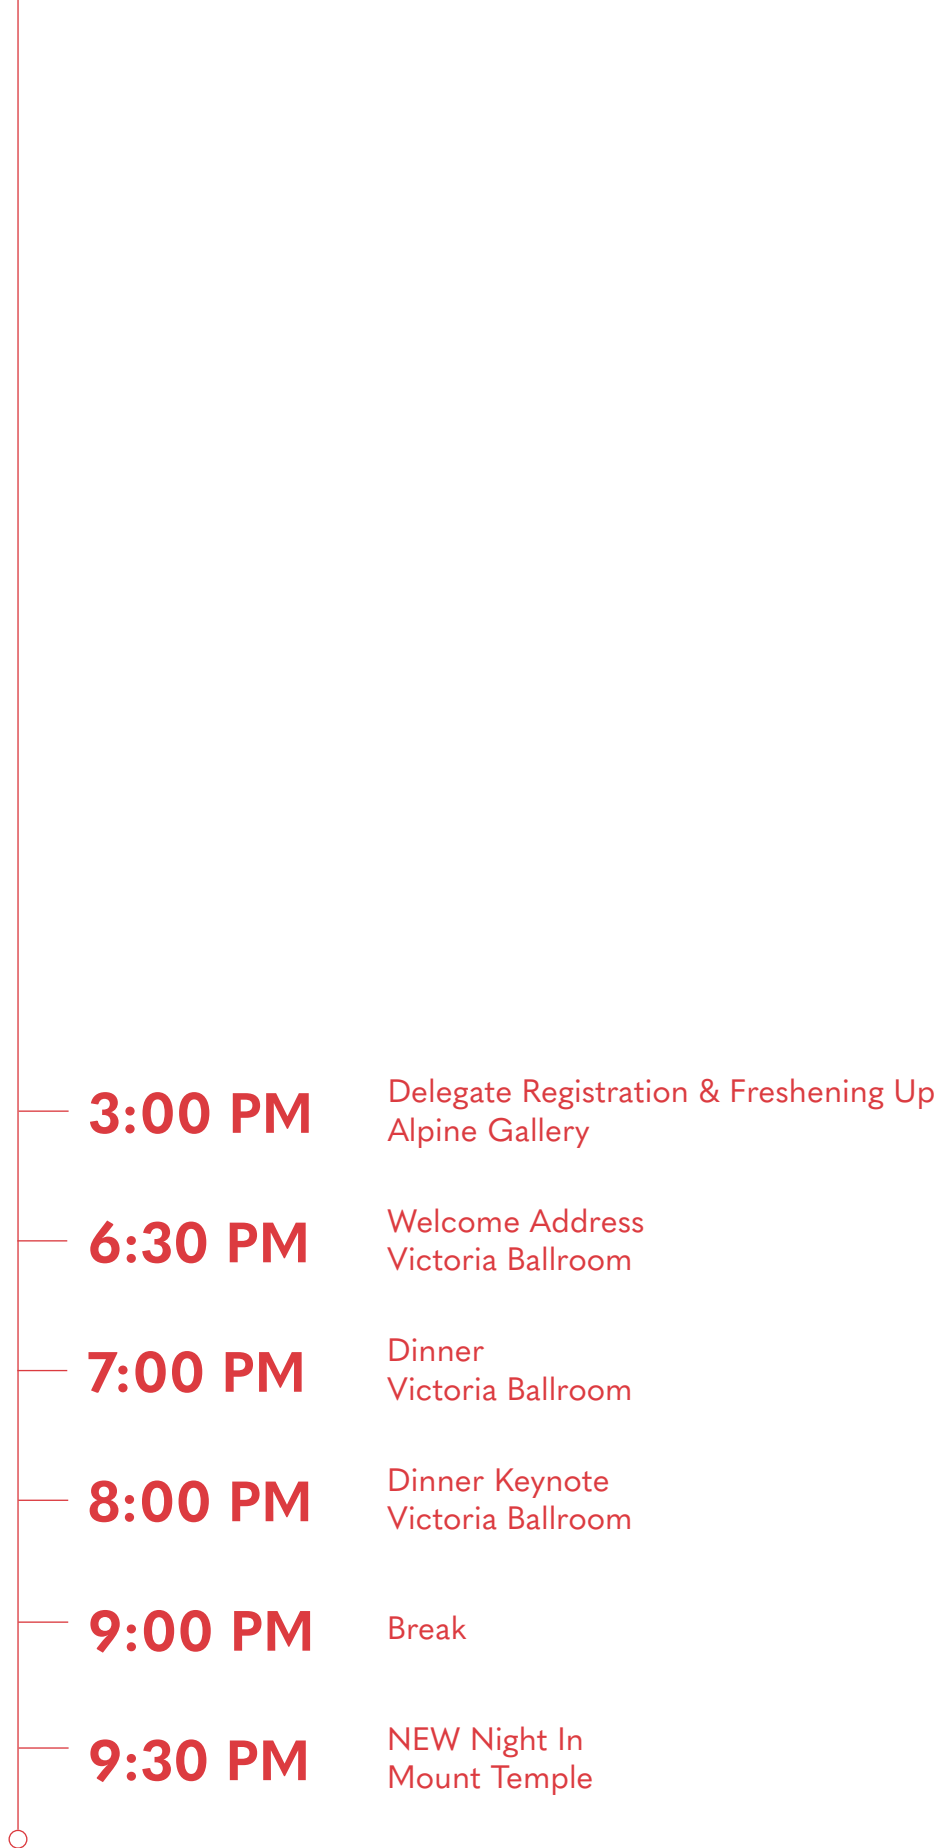 3:00 PM
Delegate Registration & Freshening Up
Alpine Gallery
6:30 PM
Welcome Address
Victoria Ballroom
7:00 PM
Dinner
Victoria Ballroom
8:00 PM
Dinner Keynote
Victoria Ballroom
9:00 PM
Break
9:30 PM
NEW Night In
Mount Temple